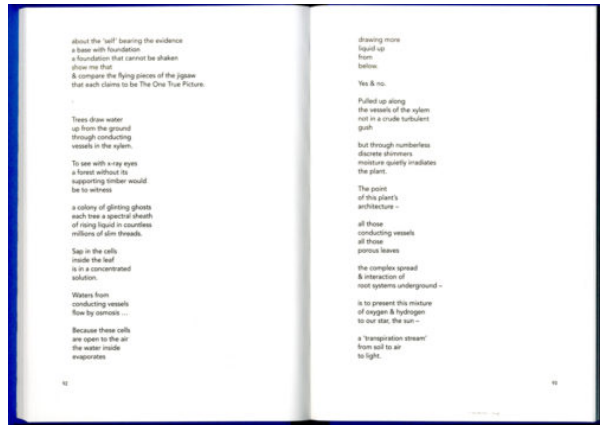 about the 'self' bearing the evidence
a base with foundation
a foundation that cannot be shaken
show me that
& compare the flying pieces of the jigsaw
that each claims to be The One True Picture.
.
Trees draw water
up from the ground
through conducting
vessels in the xylem.
To see with x-ray eyes
a forest without its
supporting timber would
be to witness
a colony of glinting ghosts
each tree a spectral sheath
of rising liquid in countless
millions of slim threads.
Sap in the cells
inside the leaf
is in a concentrated
solution.
Waters from
conducting vessels
flow by osmosis ...
Because these cells
are open to the air
the water inside
evaporates
92
drawing more
liquid up
from
below.
Yes & no.
Pulled up along
the vessels of the xylem
not in a crude turbulent
gush
but through numberless
discrete shimmers
moisture quietly irradiates
the plant.
The point
of this plant's
architecture –
all those
conducting vessels
all those
porous leaves
the complex spread
& interaction of
root systems underground –
is to present this mixture
of oxygen & hydrogen
to our star, the sun –
a 'transpiration stream'
from soil to air
to light.
93